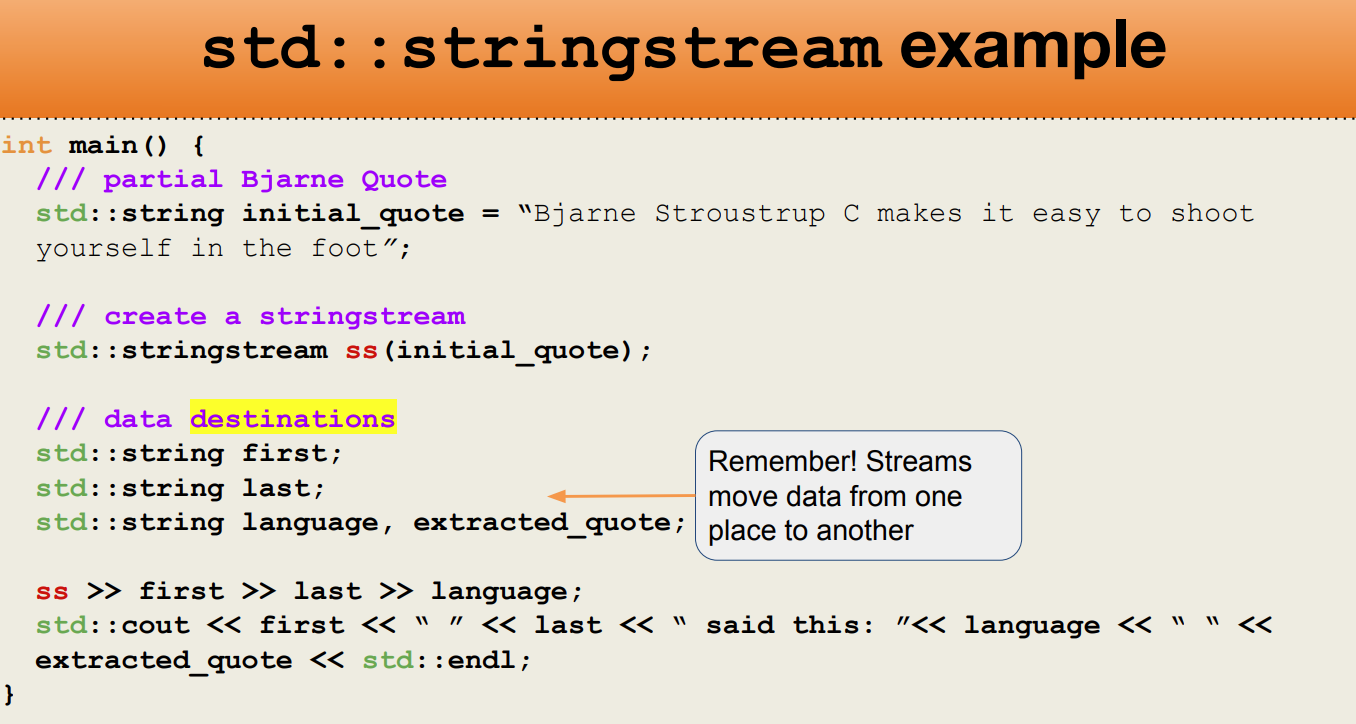 std::stringstream example
int main() {
/// partial Bjarne Quote
std::string initial_quote = “Bjarne Stroustrup C makes it easy to shoot
yourself in the foot”;
/// create a stringstream
std::stringstream ss(initial_quote);
/// data destinations
std::string first;
std::string last;
std::string language, extracted_quote;
Remember! Streams
move data from one
place to another
ss >> first >> last >> language;
std::cout << first << “ ” << last << “ said this: ”<< language << “ “ <<
extracted_quote << std::endl;
}